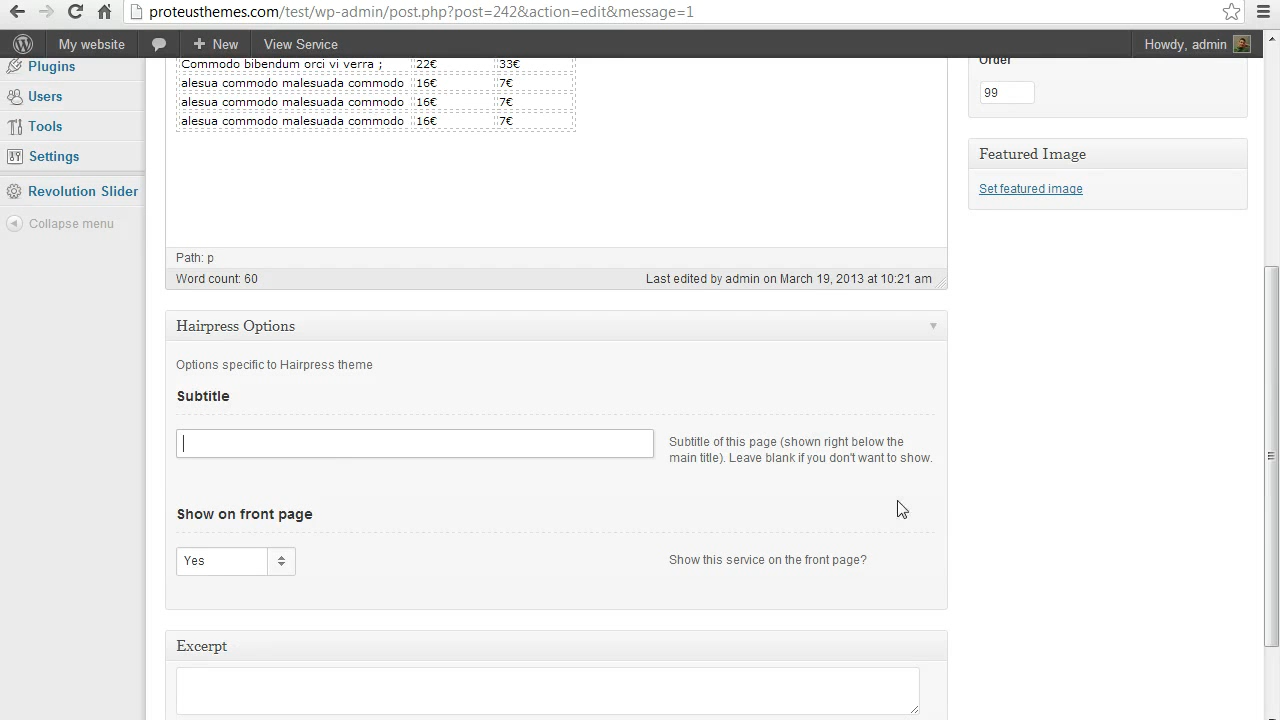 proteusthemes.com/test/wp-admin/post.php?post=242&action=edit&message=1
My website New View Service Howdy, admin
Plugins
Users
Tools
Settings
Revolution Slider
Collapse menu
Commodo bibendum orci vi verra ; 22€ 33€
alesua commodo malesuada commodo 16€ 7€
alesua commodo malesuada commodo 16€ 7€
alesua commodo malesuada commodo 16€ 7€
Path: p
Word count: 60 Last edited by admin on March 19, 2013 at 10:21 am
Order
99
Featured Image
Set featured image
Hairpress Options
Options specific to Hairpress theme
Subtitle
Subtitle of this page (shown right below the
main title). Leave blank if you don't want to show.
Show on front page
Yes Show this service on the front page?
Excerpt